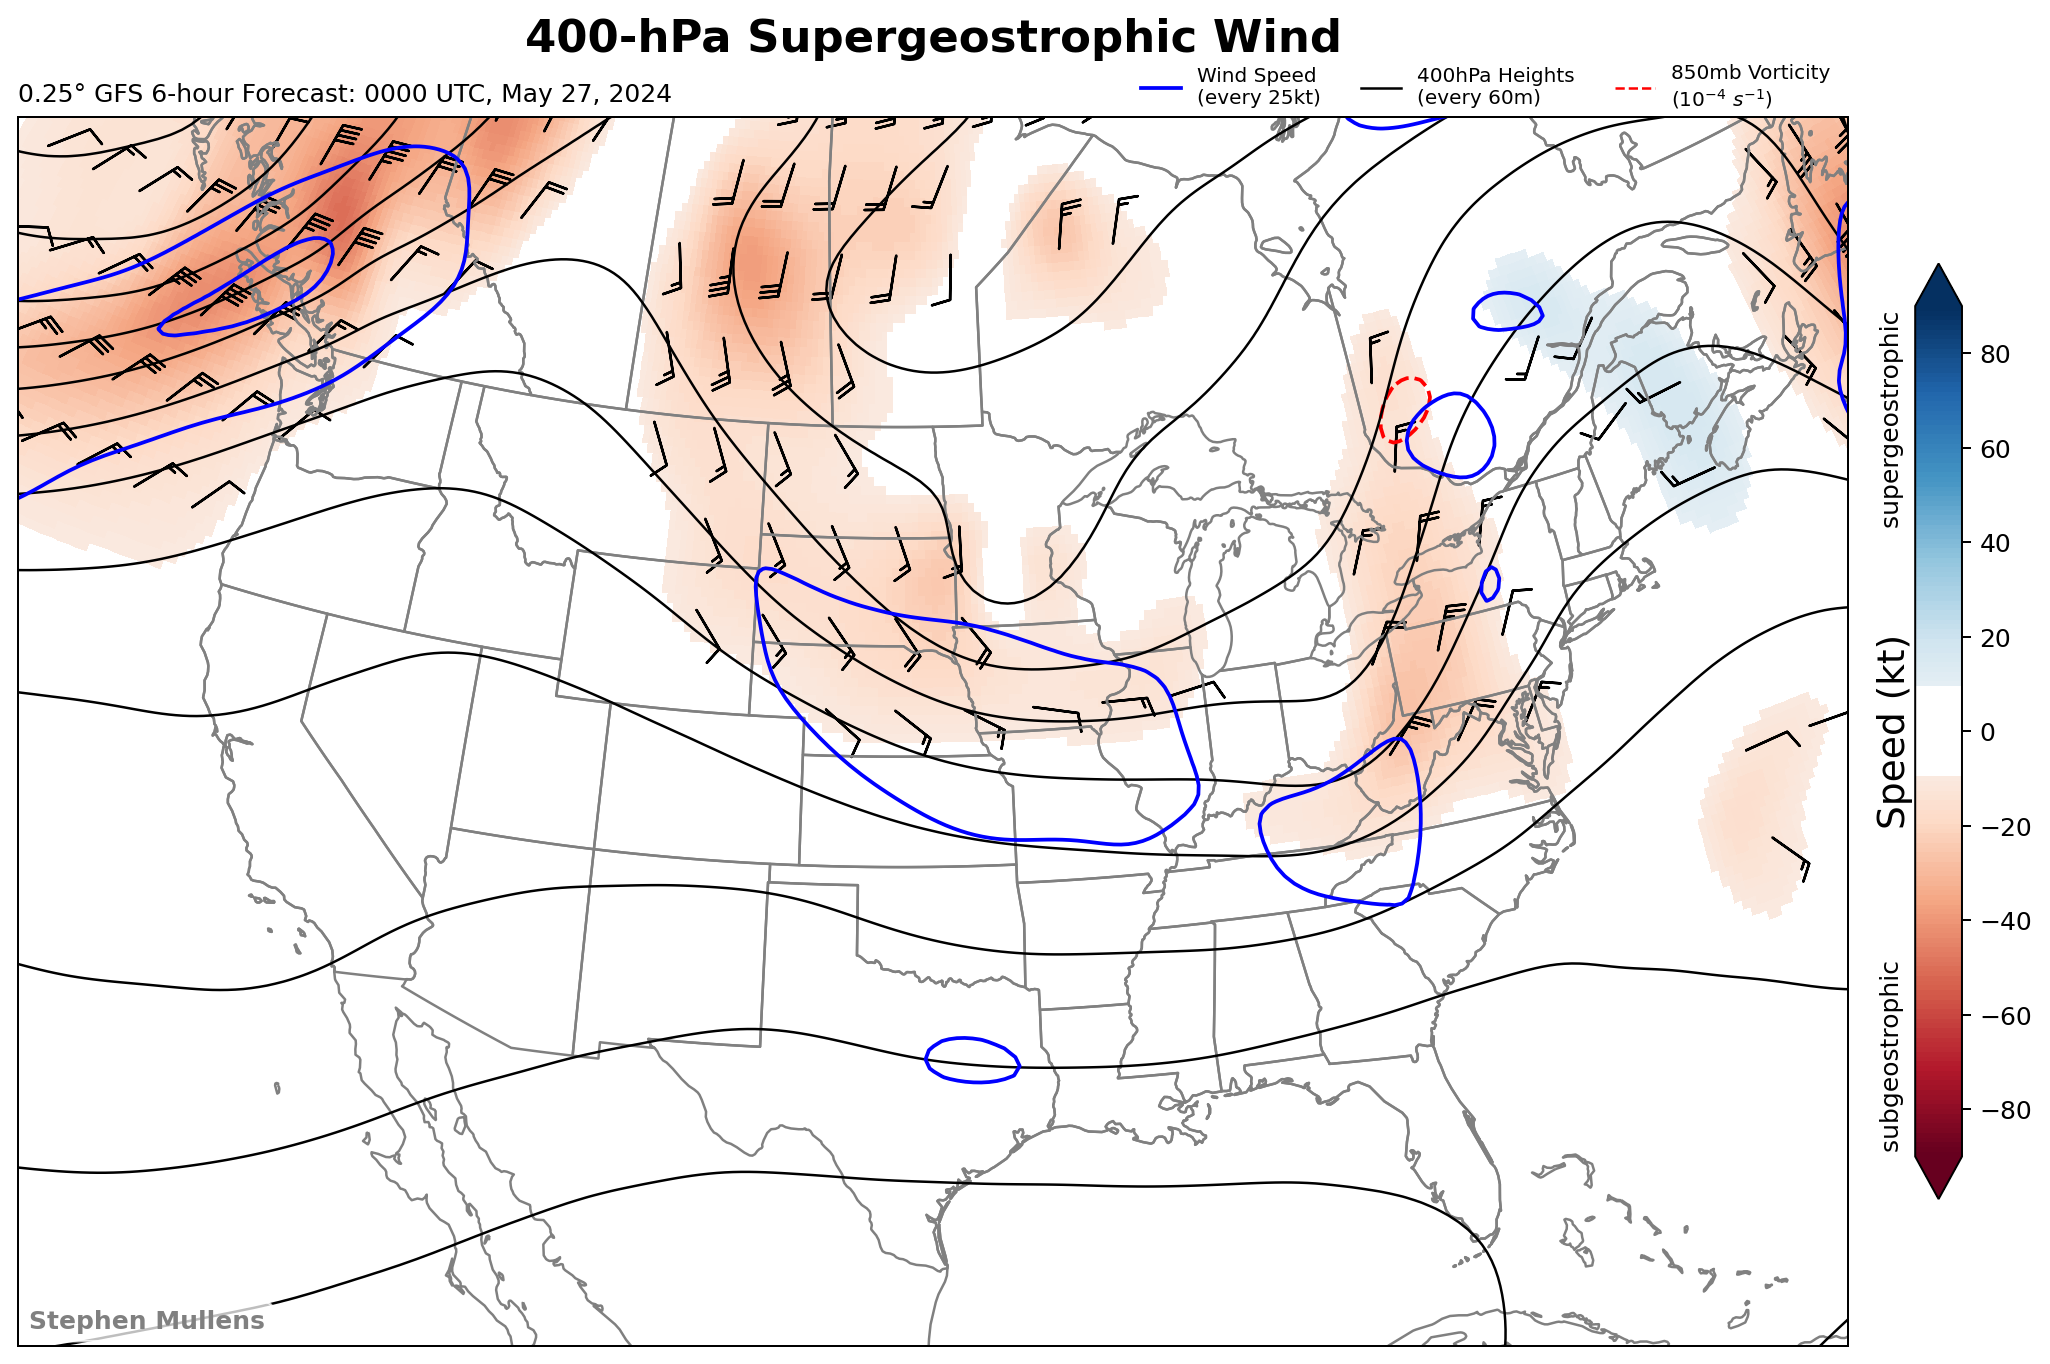 400-hPa Supergeostrophic Wind
0.25° GFS 6-hour Forecast: 0000 UTC, May 27, 2024
Wind Speed
(every 25kt)
400hPa Heights
(every 60m)
850mb Vorticity
(10⁻⁴ s⁻¹)
supergeostrophic
subgeostrophic
Speed (kt)
80
60
40
20
0
−20
−40
−60
−80
Stephen Mullens